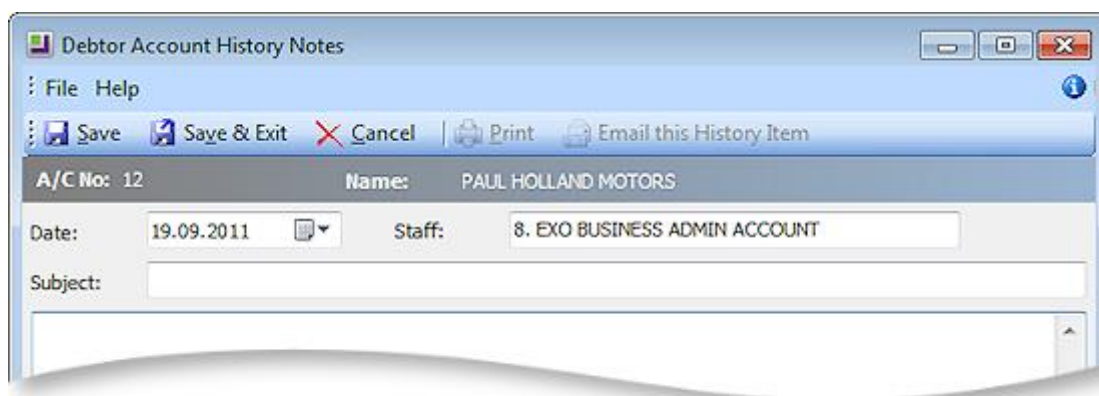 Debtor Account History Notes
File Help
Save Save & Exit Cancel Print Email this History Item
A/C No: 12 Name: PAUL HOLLAND MOTORS
Date: 19.09.2011 Staff: 8. EXO BUSINESS ADMIN ACCOUNT
Subject: